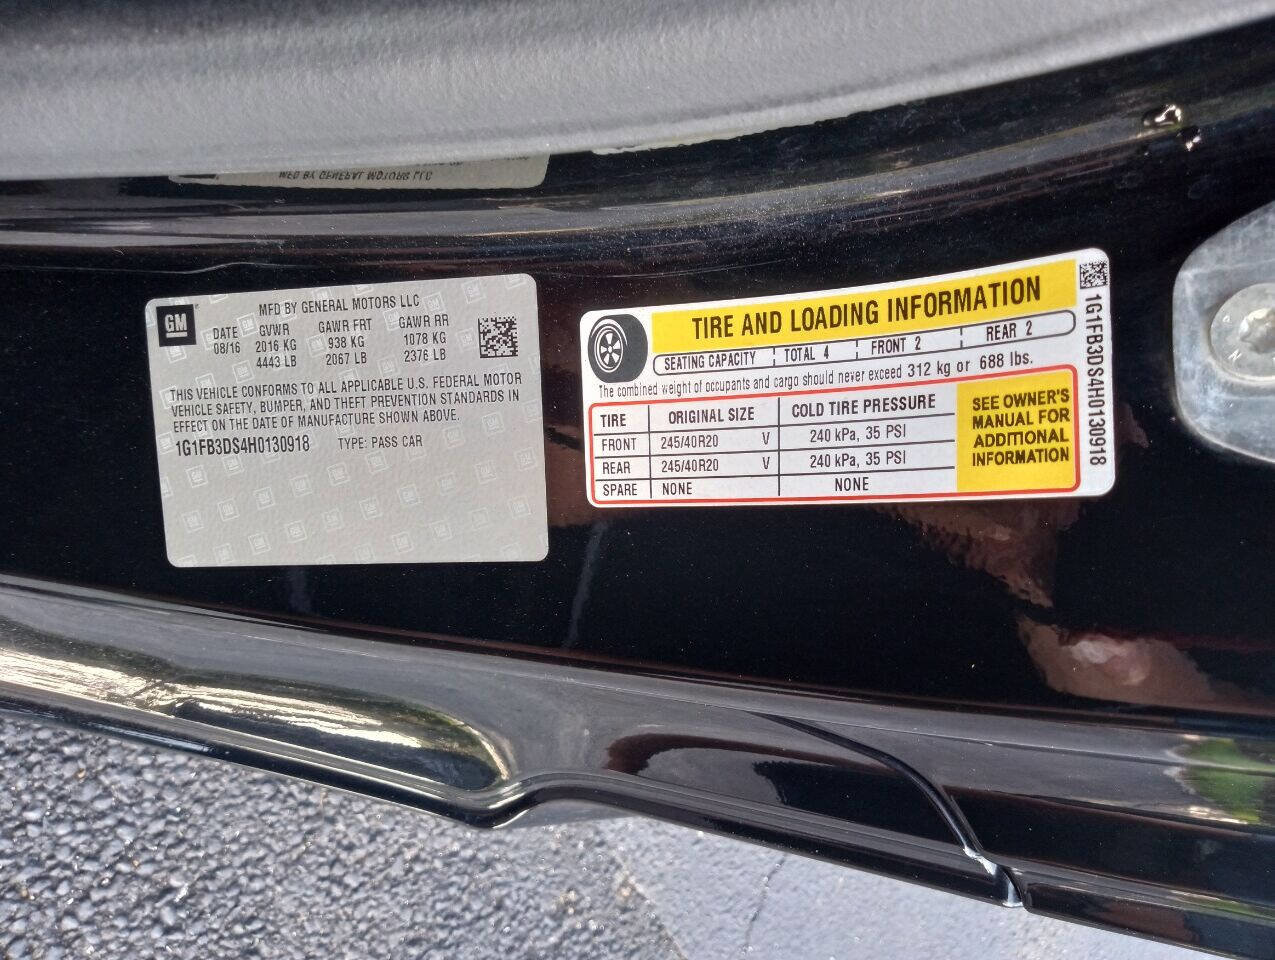 MFD BY GENERAL MOTORS LLC
GM
MFD BY GENERAL MOTORS LLC
DATE GVWR GAWR FRT GAWR RR
08/16 2016 KG 938 KG 1078 KG
4443 LB 2067 LB 2376 LB
THIS VEHICLE CONFORMS TO ALL APPLICABLE U.S. FEDERAL MOTOR
VEHICLE SAFETY, BUMPER, AND THEFT PREVENTION STANDARDS IN
EFFECT ON THE DATE OF MANUFACTURE SHOWN ABOVE.
1G1FB3DS4H0130918 TYPE: PASS CAR
TIRE AND LOADING INFORMATION
SEATING CAPACITY TOTAL 4 FRONT 2 REAR 2
The combined weight of occupants and cargo should never exceed 312 kg or 688 lbs.
TIRE ORIGINAL SIZE COLD TIRE PRESSURE
FRONT 245/40R20 V 240 kPa, 35 PSI
REAR 245/40R20 V 240 kPa, 35 PSI
SPARE NONE NONE
SEE OWNER'S
MANUAL FOR
ADDITIONAL
INFORMATION
1G1FB3DS4H0130918